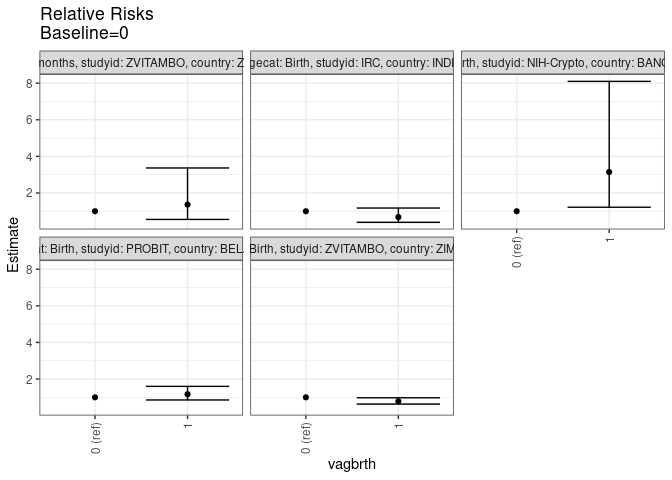 Relative Risks
Baseline=0
months, studyid: ZVITAMBO, country: Z
gecat: Birth, studyid: IRC, country: INDI
rth, studyid: NIH-Crypto, country: BANG
8
6
4
2
t: Birth, studyid: PROBIT, country: BEL
Birth, studyid: ZVITAMBO, country: ZIM
8
6
4
2
Estimate
0 (ref)
1
0 (ref)
1
0 (ref)
1
vagbrth